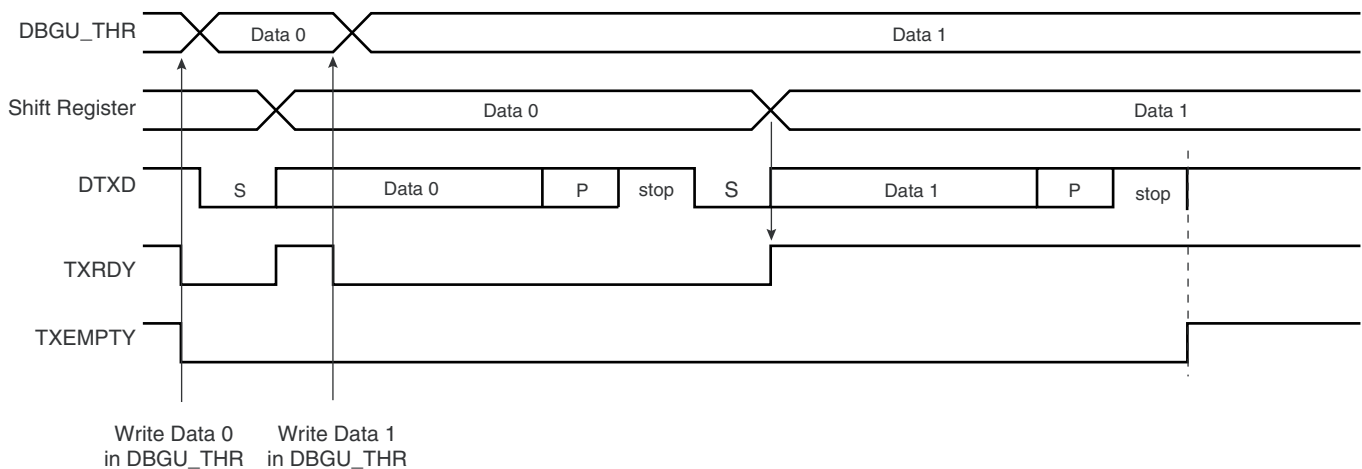 DBGU_THR
Data 0
Data 1
Shift Register
Data 0
Data 1
DTXD
S
Data 0
P
stop
S
Data 1
P
stop
TXRDY
TXEMPTY
Write Data 0
in DBGU_THR
Write Data 1
in DBGU_THR